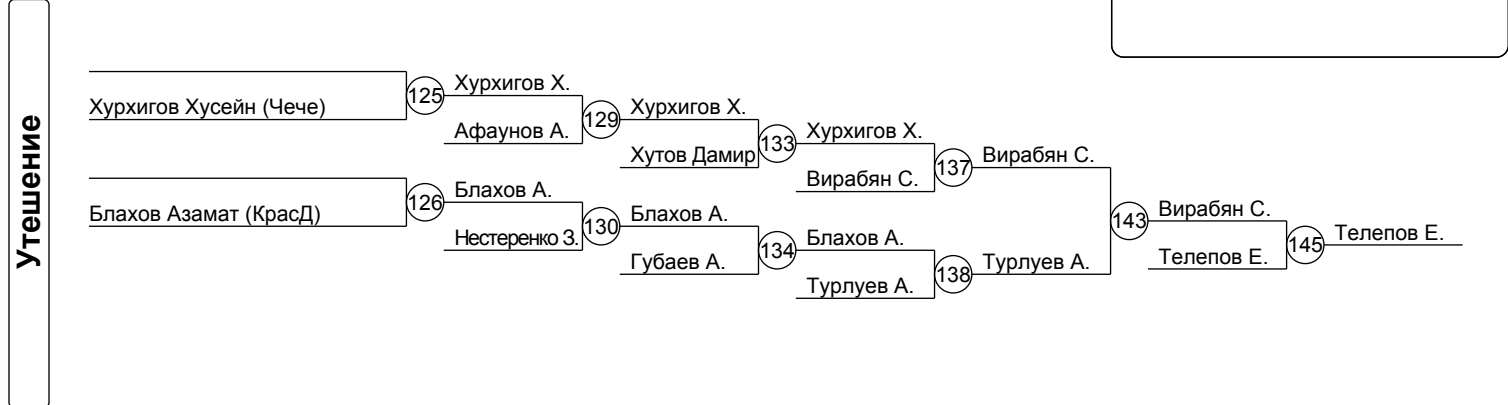 Утешение
Хурхигов Хусейн (Чече)
125
Хурхигов Х.
Афаунов А.
129
Хурхигов Х.
Хутов Дамир
133
Хурхигов Х.
Вирабян С.
137
Вирабян С.
Блахов Азамат (КрасД)
126
Блахов А.
Нестеренко З.
130
Блахов А.
Губаев А.
134
Блахов А.
Турлуев А.
138
Турлуев А.
143
Вирабян С.
Телепов Е.
145
Телепов Е.